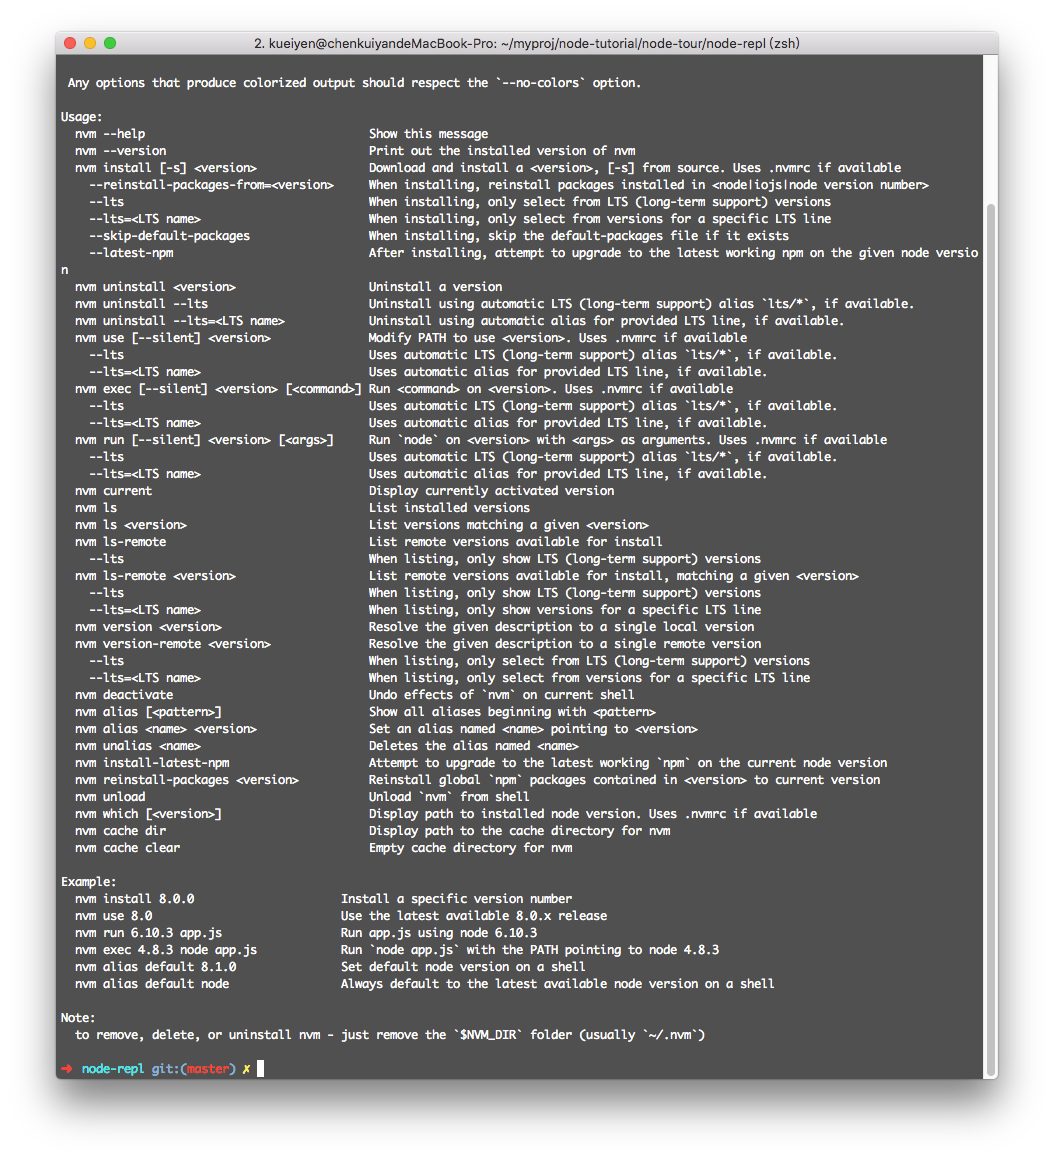 2. kueiyen@chenkuiyandeMacBook-Pro: ~/myproj/node-tutorial/node-tour/node-repl (zsh)
Any options that produce colorized output should respect the `--no-colors` option.
Usage:
nvm --help Show this message
nvm --version Print out the installed version of nvm
nvm install [-s] <version> Download and install a <version>, [-s] from source. Uses .nvmrc if available
--reinstall-packages-from=<version> When installing, reinstall packages installed in <node|iojs|node version number>
--lts When installing, only select from LTS (long-term support) versions
--lts=<LTS name> When installing, only select from versions for a specific LTS line
--skip-default-packages When installing, skip the default-packages file if it exists
--latest-npm After installing, attempt to upgrade to the latest working npm on the given node versio
n
nvm uninstall <version> Uninstall a version
nvm uninstall --lts Uninstall using automatic LTS (long-term support) alias `lts/*`, if available.
nvm uninstall --lts=<LTS name> Uninstall using automatic alias for provided LTS line, if available.
nvm use [--silent] <version> Modify PATH to use <version>. Uses .nvmrc if available
--lts Uses automatic LTS (long-term support) alias `lts/*`, if available.
--lts=<LTS name> Uses automatic alias for provided LTS line, if available.
nvm exec [--silent] <version> [<command>] Run <command> on <version>. Uses .nvmrc if available
--lts Uses automatic LTS (long-term support) alias `lts/*`, if available.
--lts=<LTS name> Uses automatic alias for provided LTS line, if available.
nvm run [--silent] <version> [<args>] Run `node` on <version> with <args> as arguments. Uses .nvmrc if available
--lts Uses automatic LTS (long-term support) alias `lts/*`, if available.
--lts=<LTS name> Uses automatic alias for provided LTS line, if available.
nvm current Display currently activated version
nvm ls List installed versions
nvm ls <version> List versions matching a given <version>
nvm ls-remote List remote versions available for install
--lts When listing, only show LTS (long-term support) versions
nvm ls-remote <version> List remote versions available for install, matching a given <version>
--lts When listing, only show LTS (long-term support) versions
--lts=<LTS name> When listing, only show versions for a specific LTS line
nvm version <version> Resolve the given description to a single local version
nvm version-remote <version> Resolve the given description to a single remote version
--lts When listing, only select from LTS (long-term support) versions
--lts=<LTS name> When listing, only select from versions for a specific LTS line
nvm deactivate Undo effects of `nvm` on current shell
nvm alias [<pattern>] Show all aliases beginning with <pattern>
nvm alias <name> <version> Set an alias named <name> pointing to <version>
nvm unalias <name> Deletes the alias named <name>
nvm install-latest-npm Attempt to upgrade to the latest working `npm` on the current node version
nvm reinstall-packages <version> Reinstall global `npm` packages contained in <version> to current version
nvm unload Unload `nvm` from shell
nvm which [<version>] Display path to installed node version. Uses .nvmrc if available
nvm cache dir Display path to the cache directory for nvm
nvm cache clear Empty cache directory for nvm
Example:
nvm install 8.0.0 Install a specific version number
nvm use 8.0 Use the latest available 8.0.x release
nvm run 6.10.3 app.js Run app.js using node 6.10.3
nvm exec 4.8.3 node app.js Run `node app.js` with the PATH pointing to node 4.8.3
nvm alias default 8.1.0 Set default node version on a shell
nvm alias default node Always default to the latest available node version on a shell
Note:
to remove, delete, or uninstall nvm - just remove the `$NVM_DIR` folder (usually `~/.nvm`)
➜ node-repl git:(master) ✗